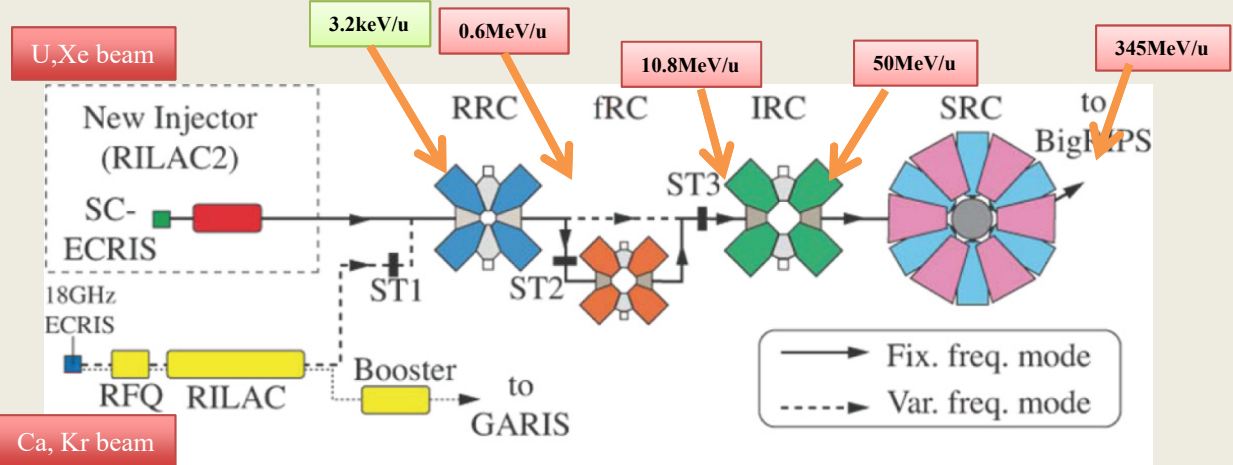 3.2keV/u
0.6MeV/u
345MeV/u
U,Xe beam
10.8MeV/u
50MeV/u
New Injector
(RILAC2)
RRC
fRC
IRC
SRC
to
BigRIPS
SC-
ECRIS
ST3
ST1
ST2
18GHz
ECRIS
RFQ
RILAC
Booster
to
GARIS
Fix. freq. mode
Var. freq. mode
Ca, Kr beam